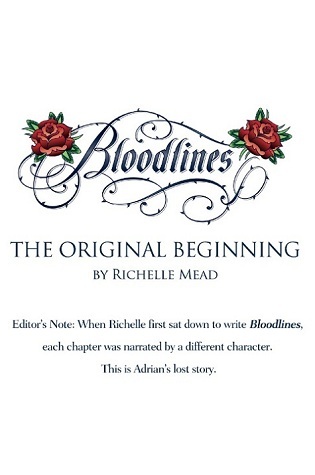 Bloodlines
THE ORIGINAL BEGINNING
BY RICHELLE MEAD
Editor's Note: When Richelle first sat down to write Bloodlines,
each chapter was narrated by a different character.
This is Adrian's lost story.